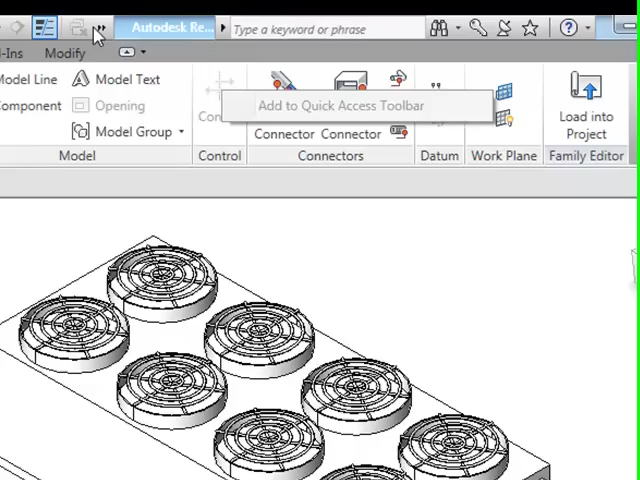 Autodesk Re...
Type a keyword or phrase
-Ins Modify
Model Line Model Text
Component Opening
Model Group
Add to Quick Access Toolbar
Connector Connector
Load into
Project
Model Control Connectors Datum Work Plane Family Editor